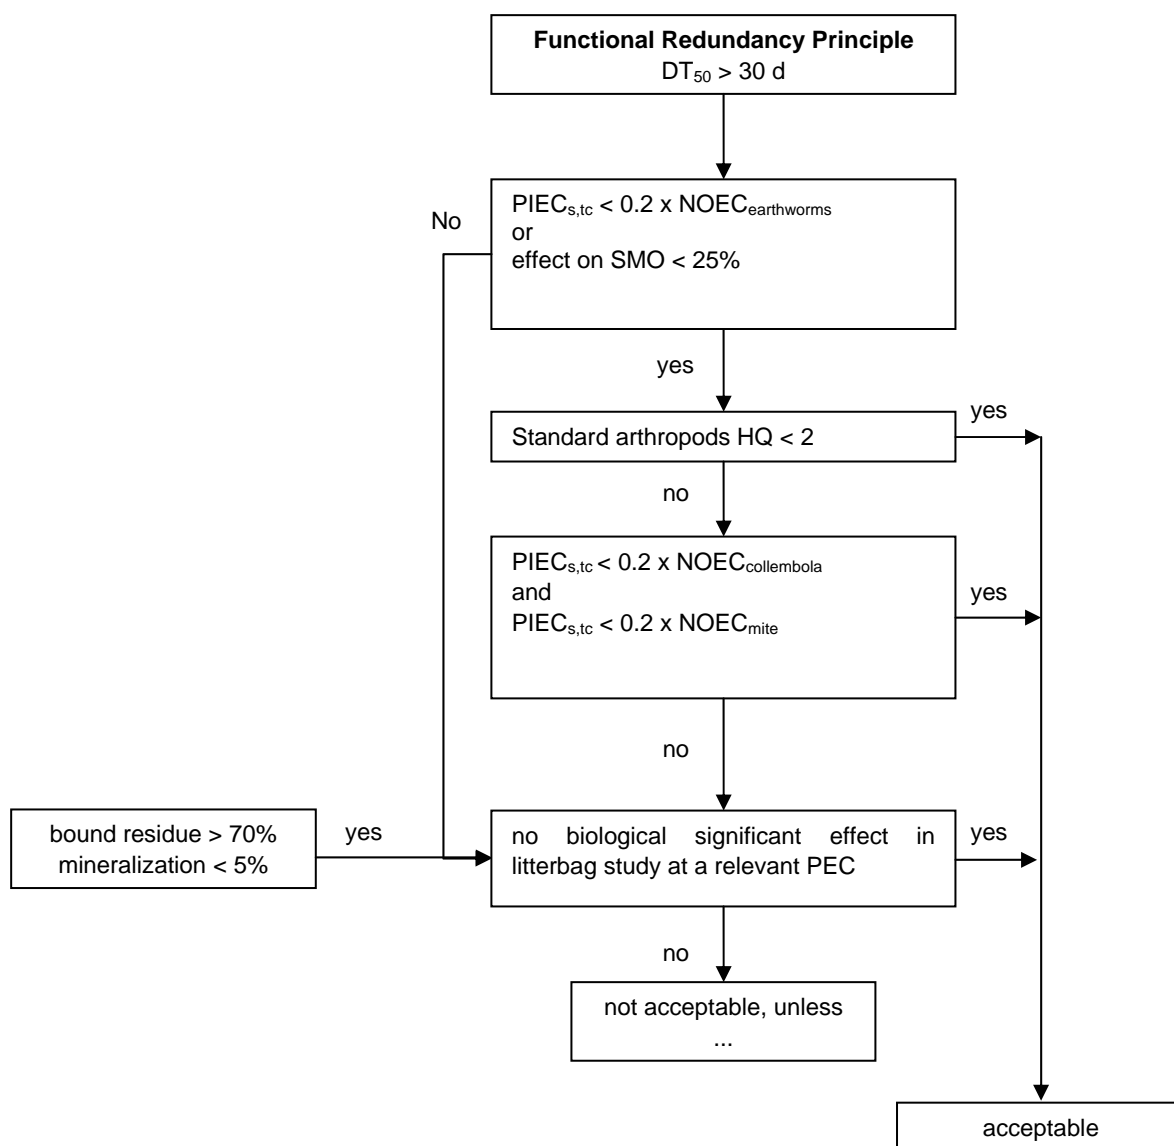 Functional Redundancy Principle
DT₅₀ > 30 d
No
PIECₛ,ₜc < 0.2 x NOECearthworms
or
effect on SMO < 25%
yes
Standard arthropods HQ < 2
yes
no
PIECs,tc < 0.2 x NOECcollembola
and
PIECs,tc < 0.2 x NOECmite
yes
no
bound residue > 70%
mineralization < 5%
yes
no biological significant effect in
litterbag study at a relevant PEC
yes
no
not acceptable, unless
...
acceptable